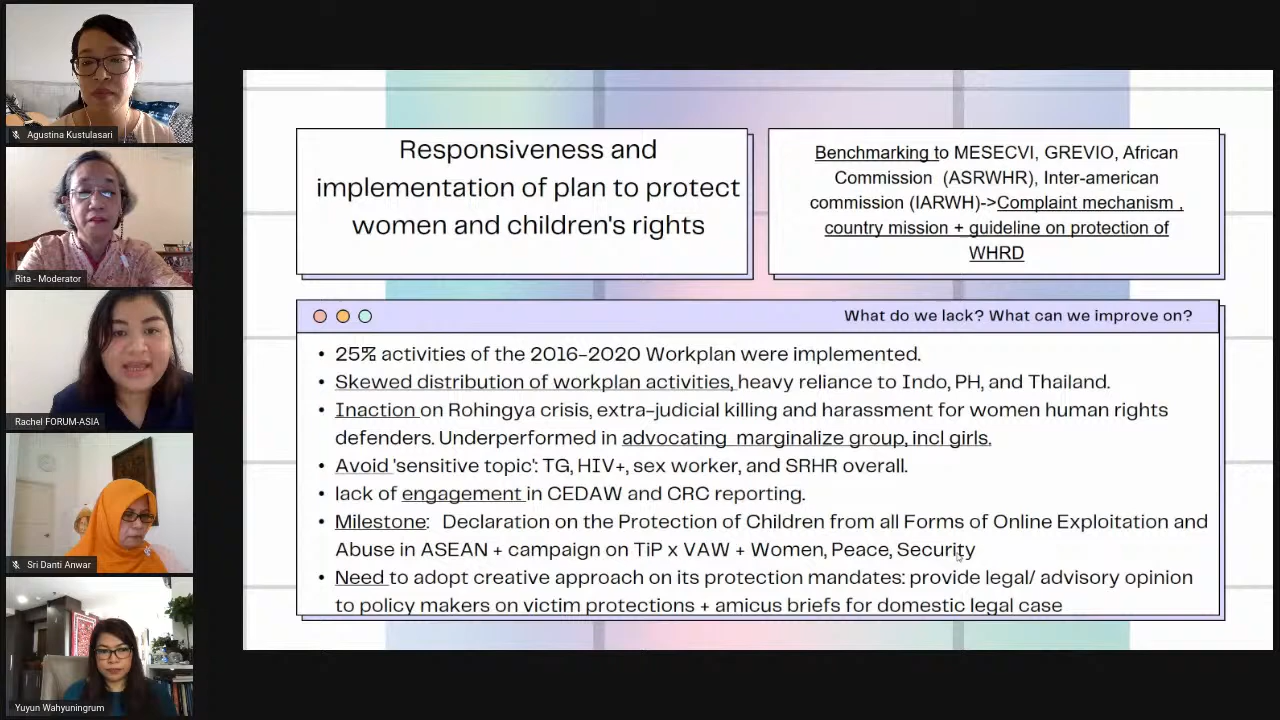 Agustina Kustulasari
Rita - Moderator
Rachel FORUM-ASIA
Sri Danti Anwar
Yuyun Wahyuningrum
Responsiveness and
implementation of plan to protect
women and children's rights
Benchmarking to MESECVI, GREVIO, African
Commission (ASRWHR), Inter-american
commission (IARWH)->Complaint mechanism ,
country mission + guideline on protection of
WHRD
What do we lack? What can we improve on?
• 25% activities of the 2016-2020 Workplan were implemented.
• Skewed distribution of workplan activities, heavy reliance to Indo, PH, and Thailand.
• Inaction on Rohingya crisis, extra-judicial killing and harassment for women human rights
defenders. Underperformed in advocating marginalize group, incl girls.
• Avoid 'sensitive topic': TG, HIV+, sex worker, and SRHR overall.
• lack of engagement in CEDAW and CRC reporting.
• Milestone: Declaration on the Protection of Children from all Forms of Online Exploitation and
Abuse in ASEAN + campaign on TiP x VAW + Women, Peace, Security
• Need to adopt creative approach on its protection mandates: provide legal/ advisory opinion
to policy makers on victim protections + amicus briefs for domestic legal case